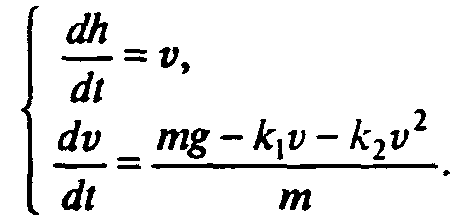 dh/dt = v,
dv/dt = (mg − k₁v − k₂v²)/m.